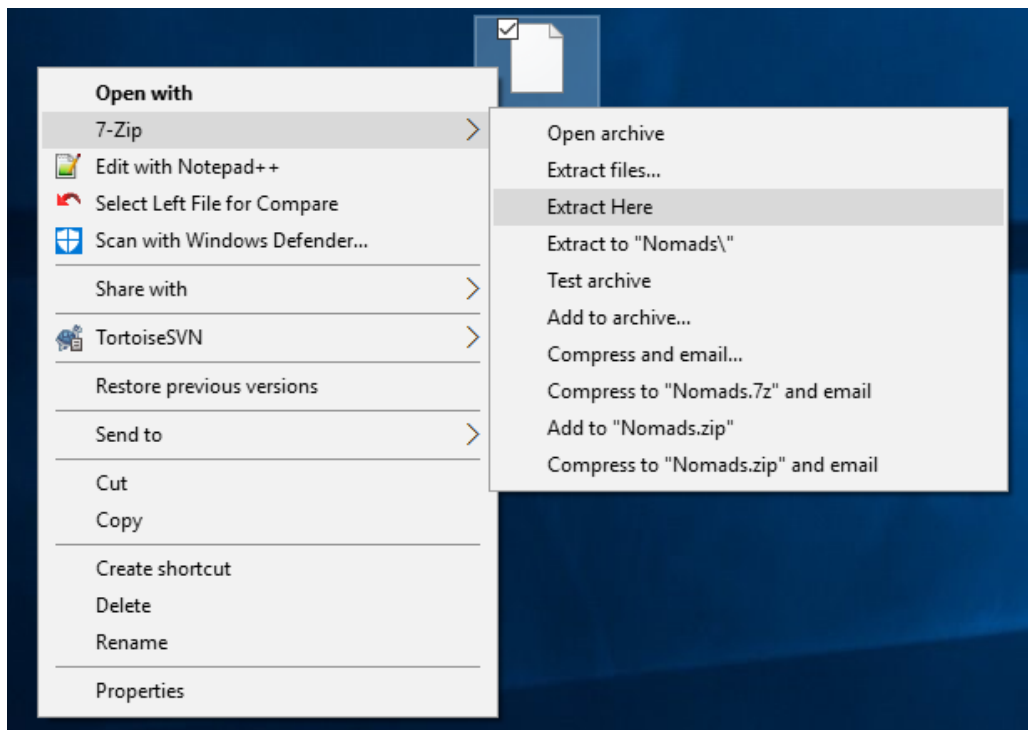 Open with
7-Zip
Edit with Notepad++
Select Left File for Compare
Scan with Windows Defender...
Share with
TortoiseSVN
Restore previous versions
Send to
Cut
Copy
Create shortcut
Delete
Rename
Properties
Open archive
Extract files...
Extract Here
Extract to "Nomads\"
Test archive
Add to archive...
Compress and email...
Compress to "Nomads.7z" and email
Add to "Nomads.zip"
Compress to "Nomads.zip" and email